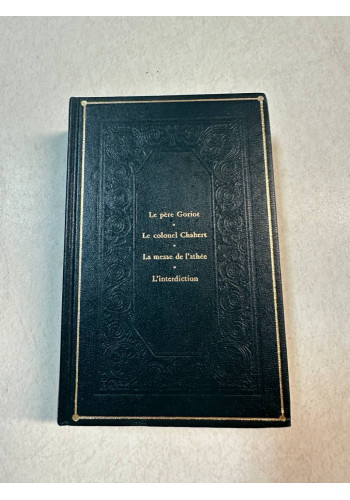 Le père Goriot
Le colonel Chabert
La messe de l'athée
L'interdiction